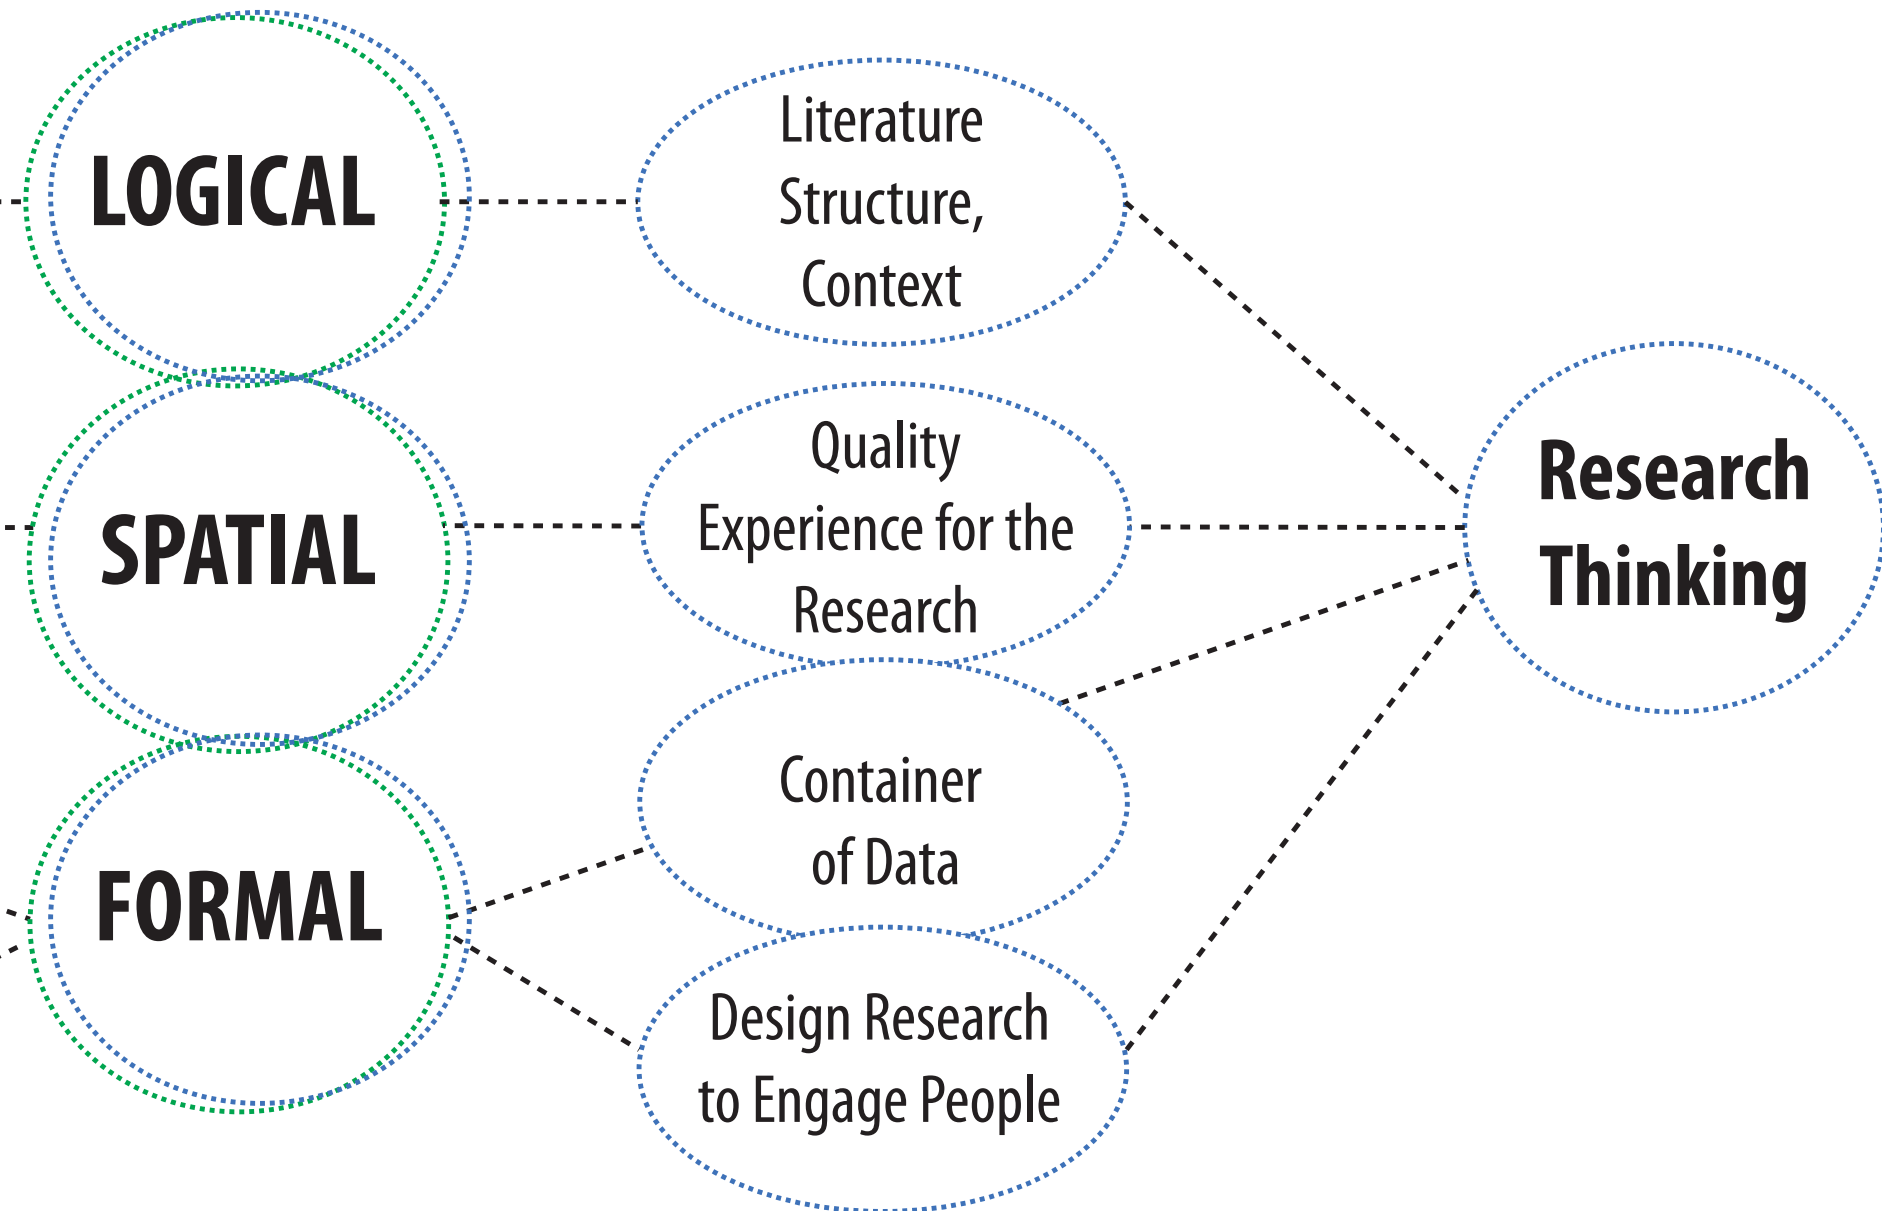 LOGICAL
Literature
Structure,
Context
SPATIAL
Quality
Experience for the
Research
Research
Thinking
FORMAL
Container
of Data
Design Research
to Engage People